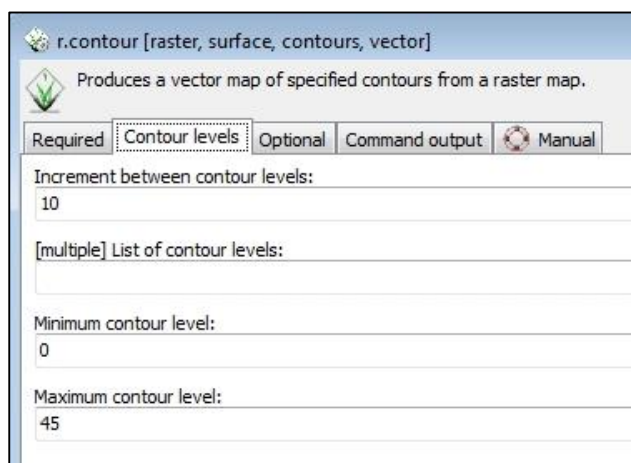 r.contour [raster, surface, contours, vector]
Produces a vector map of specified contours from a raster map.
Required Contour levels Optional Command output Manual
Increment between contour levels:
10
[multiple] List of contour levels:
Minimum contour level:
0
Maximum contour level:
45